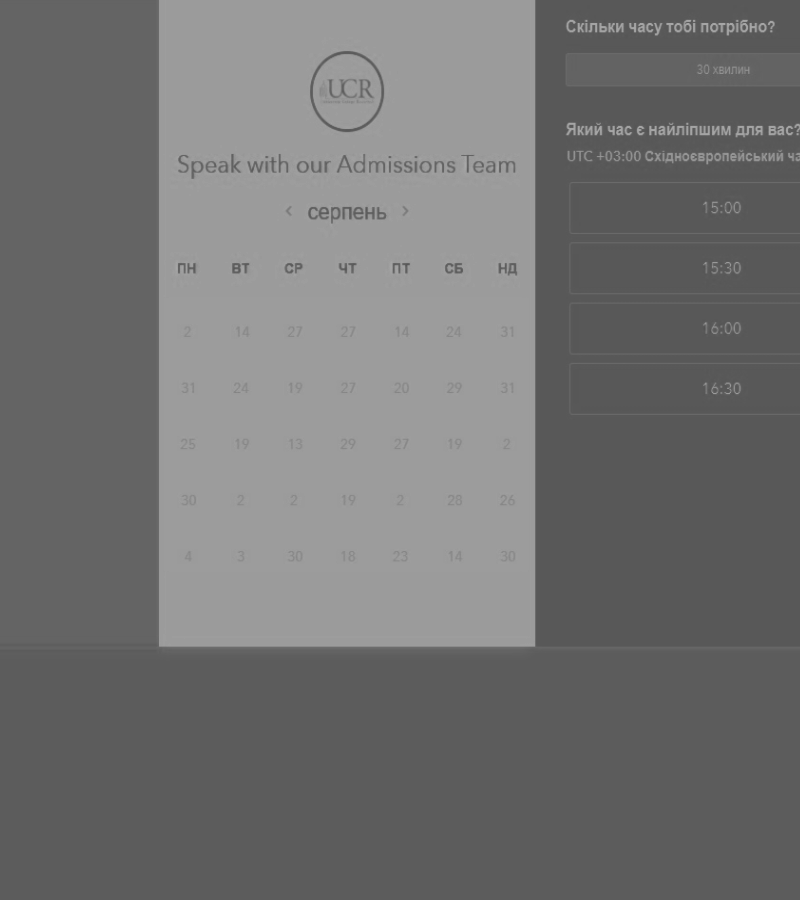 UCR
Speak with our Admissions Team
‹ серпень ›
ПН ВТ СР ЧТ ПТ СБ НД
2 14 27 27 14 24 31
31 24 19 27 20 29 31
25 19 13 29 27 19 2
30 2 2 19 2 28 26
4 3 30 18 23 14 30
Скільки часу тобі потрібно?
30 хвилин
Який час є найліпшим для вас?
UTC +03:00 Східноєвропейський
15:00
15:30
16:00
16:30